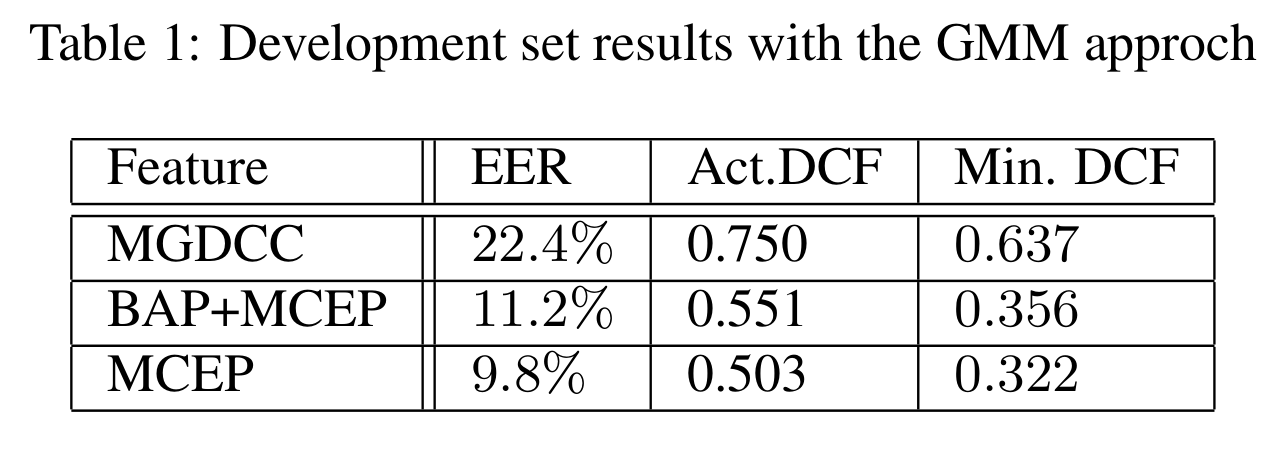 Table 1: Development set results with the GMM approch
Feature EER Act.DCF Min. DCF
MGDCC 22.4% 0.750 0.637
BAP+MCEP 11.2% 0.551 0.356
MCEP 9.8% 0.503 0.322